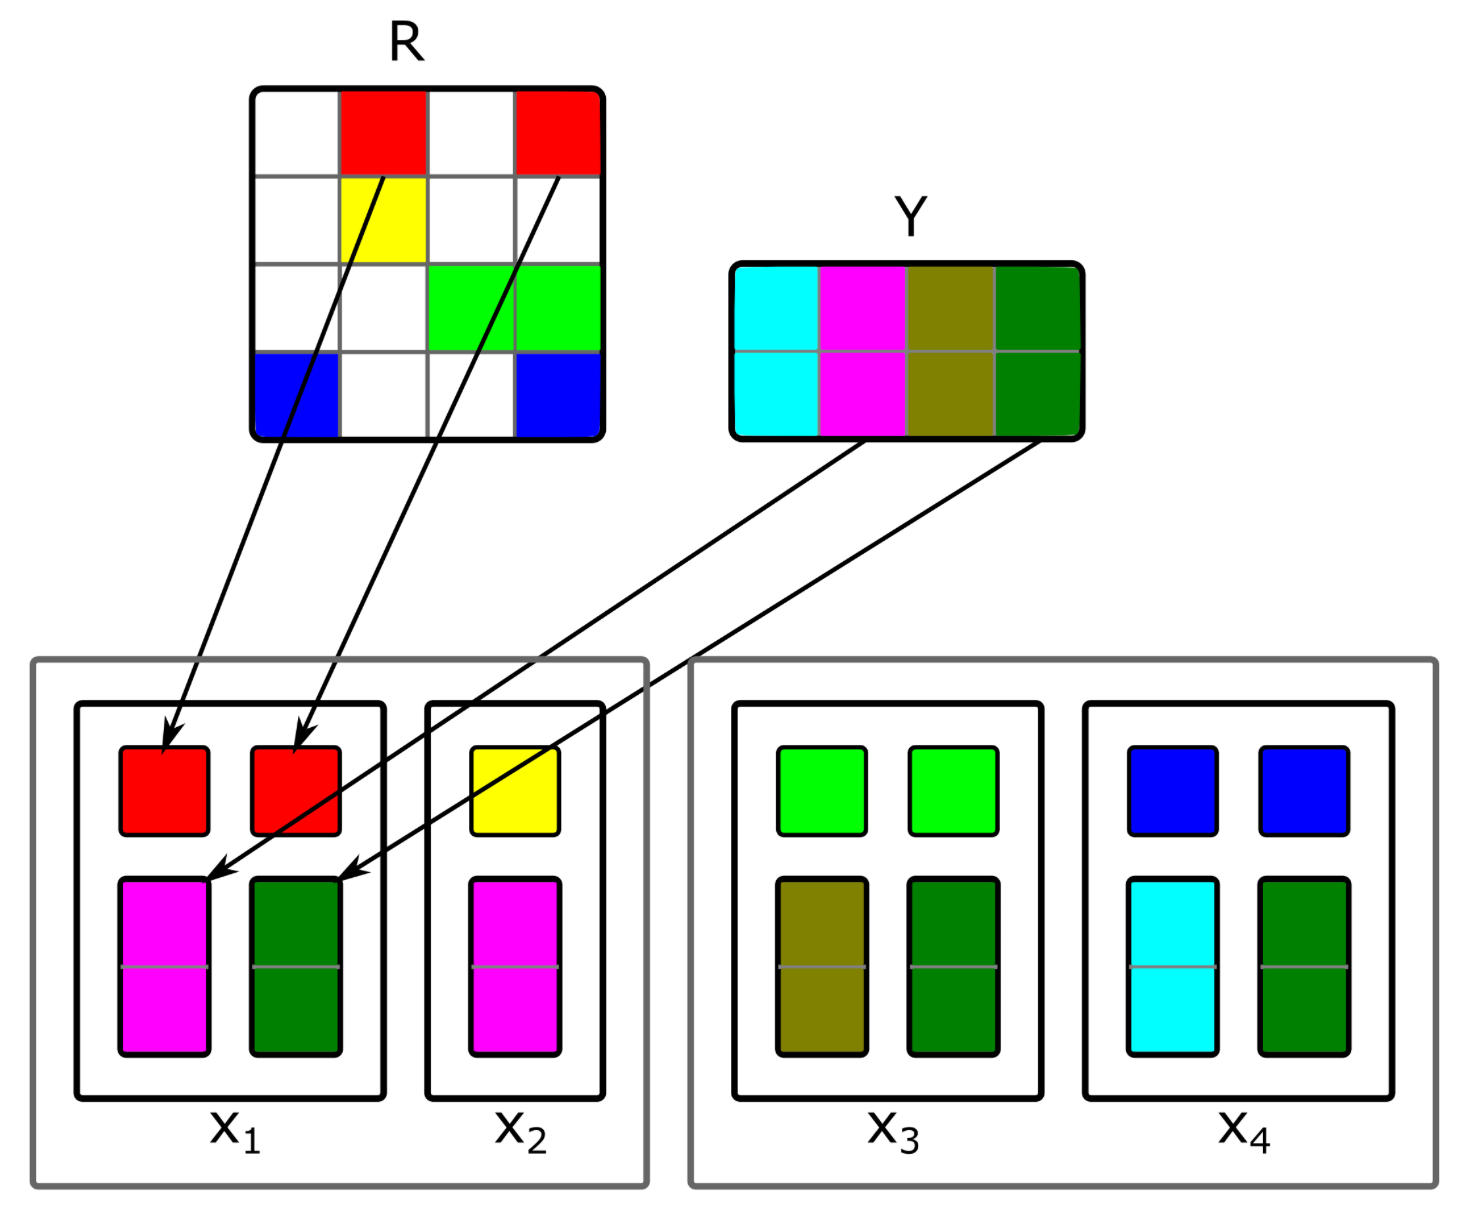 R
Y
x₁
x₂
x₃
x₄